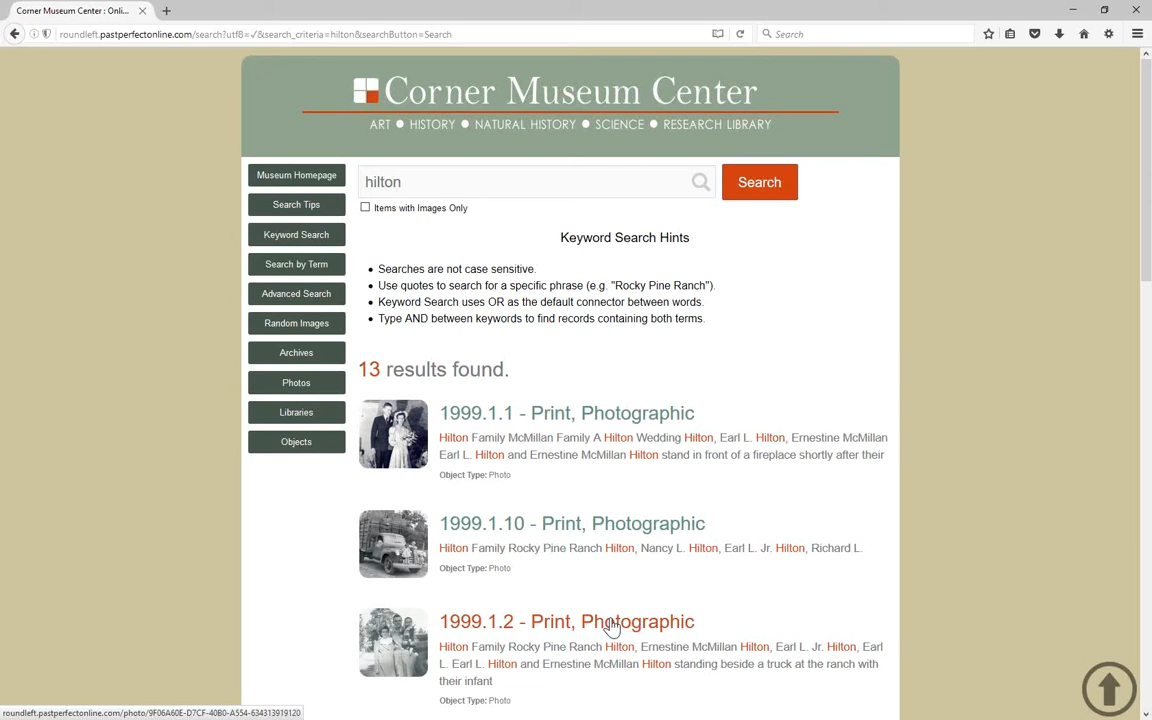 Corner Museum Center : Onli...
roundleft.pastperfectonline.com/search?utf8=✓&search_criteria=hilton&searchButton=Search
Search
Corner Museum Center
ART ● HISTORY ● NATURAL HISTORY ● SCIENCE ● RESEARCH LIBRARY
Museum Homepage
Search Tips
Keyword Search
Search by Term
Advanced Search
Random Images
Archives
Photos
Libraries
Objects
hilton
Search
Items with Images Only
Keyword Search Hints
• Searches are not case sensitive.
• Use quotes to search for a specific phrase (e.g. "Rocky Pine Ranch").
• Keyword Search uses OR as the default connector between words.
• Type AND between keywords to find records containing both terms.
13 results found.
1999.1.1 - Print, Photographic
Hilton Family McMillan Family A Hilton Wedding Hilton, Earl L. Hilton, Ernestine McMillan
Earl L. Hilton and Ernestine McMillan Hilton stand in front of a fireplace shortly after their
Object Type: Photo
1999.1.10 - Print, Photographic
Hilton Family Rocky Pine Ranch Hilton, Nancy L. Hilton, Earl L. Jr. Hilton, Richard L.
Object Type: Photo
1999.1.2 - Print, Photographic
Hilton Family Rocky Pine Ranch Hilton, Ernestine McMillan Hilton, Earl L. Jr. Hilton, Earl
L. Earl L. Hilton and Ernestine McMillan Hilton standing beside a truck at the ranch with
their infant
Object Type: Photo
roundleft.pastperfectonline.com/photo/9F06A60E-D7CF-40B0-A554-634313919120